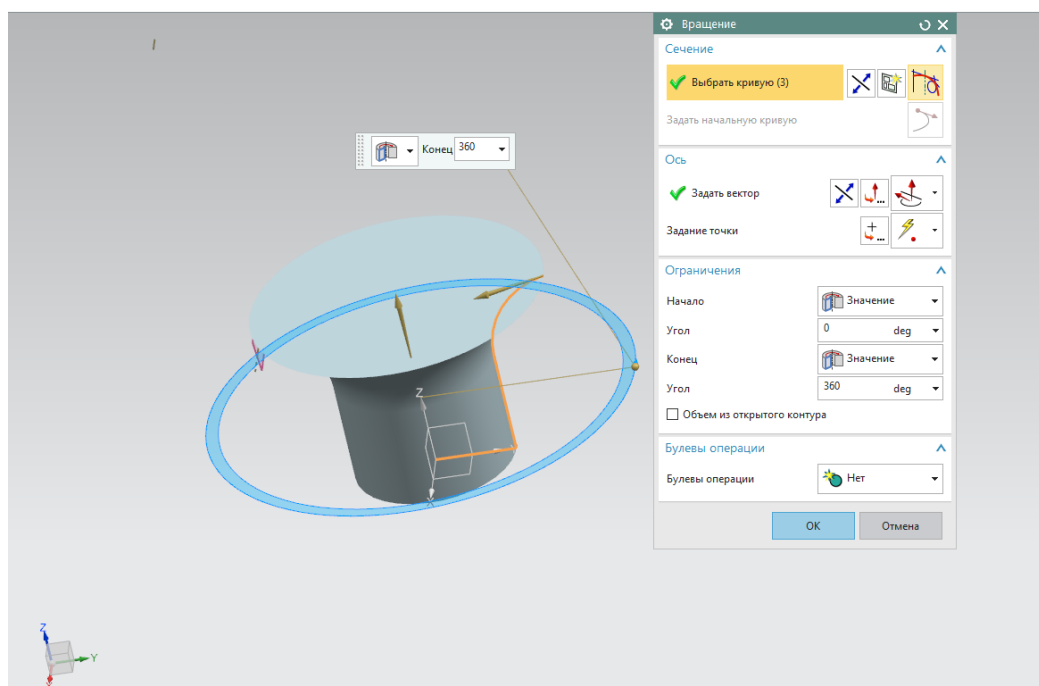 Вращение
Сечение
Выбрать кривую (3)
Задать начальную кривую
Конец 360
Ось
Задать вектор
Задание точки
Ограничения
Начало Значение
Угол 0 deg
Конец Значение
Угол 360 deg
Объем из открытого контура
Булевы операции
Булевы операции Нет
OK Отмена
Z
X
Z
Y
X